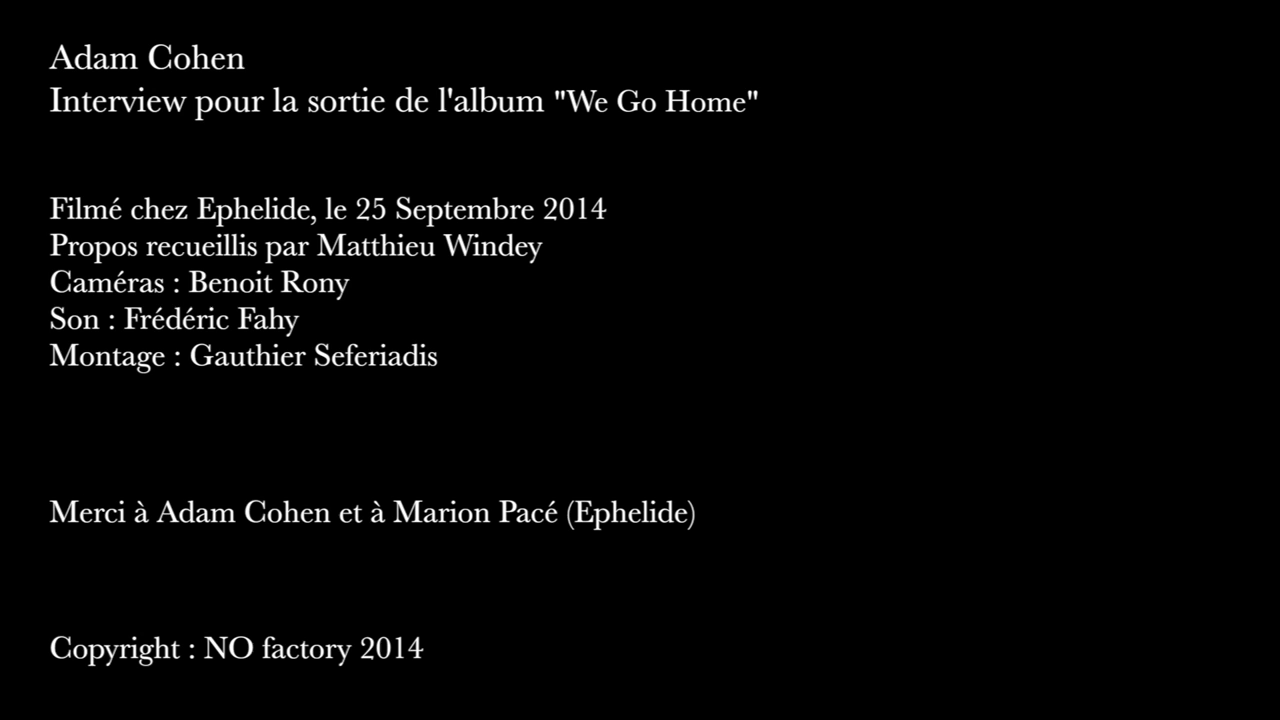 Adam Cohen
Interview pour la sortie de l'album "We Go Home"
Filmé chez Ephelide, le 25 Septembre 2014
Propos recueillis par Matthieu Windey
Caméras : Benoit Rony
Son : Frédéric Fahy
Montage : Gauthier Seferiadis
Merci à Adam Cohen et à Marion Pacé (Ephelide)
Copyright : NO factory 2014